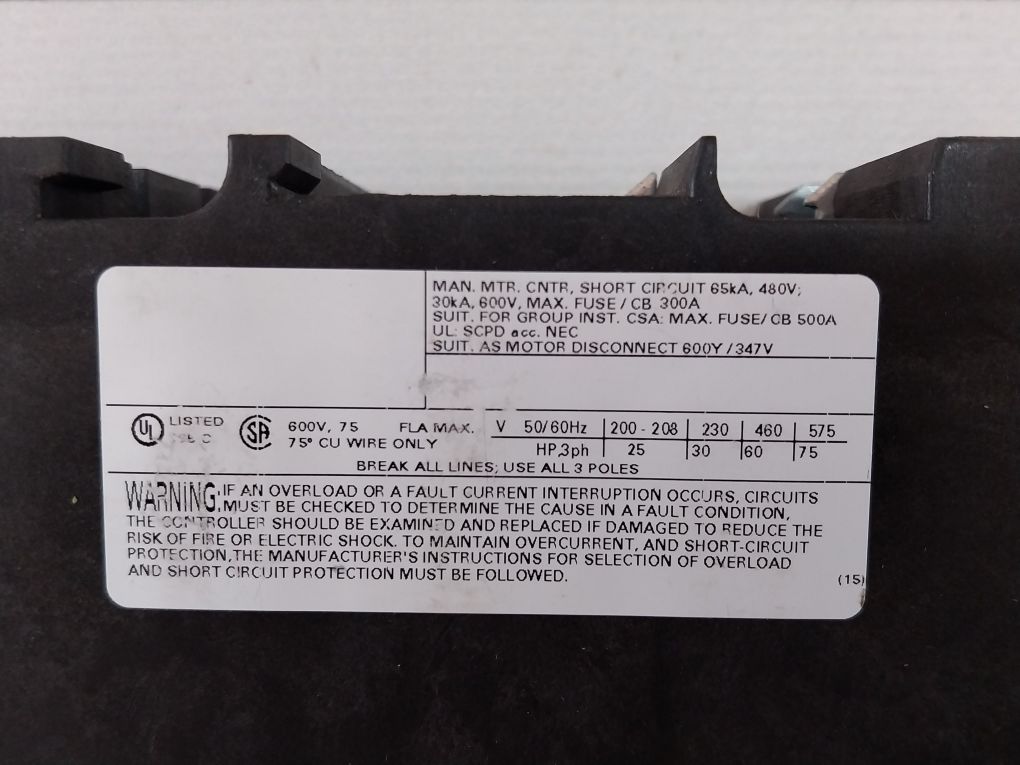 MAN. MTR. CNTR, SHORT CIRCUIT 65kA, 480V;
30kA, 600V, MAX. FUSE / CB 300A
SUIT. FOR GROUP INST. CSA: MAX. FUSE/ CB 500A
UL: SCPD acc. NEC
SUIT. AS MOTOR DISCONNECT 600Y / 347V
UL LISTED
SA 600V, 75 FLA MAX.
75° CU WIRE ONLY
V 50/60Hz 200 - 208 230 460 575
HP,3ph 25 30 60 75
BREAK ALL LINES; USE ALL 3 POLES
WARNING: IF AN OVERLOAD OR A FAULT CURRENT INTERRUPTION OCCURS, CIRCUITS
MUST BE CHECKED TO DETERMINE THE CAUSE IN A FAULT CONDITION,
THE CONTROLLER SHOULD BE EXAMINED AND REPLACED IF DAMAGED TO REDUCE THE
RISK OF FIRE OR ELECTRIC SHOCK. TO MAINTAIN OVERCURRENT, AND SHORT-CIRCUIT
PROTECTION, THE MANUFACTURER'S INSTRUCTIONS FOR SELECTION OF OVERLOAD
AND SHORT CIRCUIT PROTECTION MUST BE FOLLOWED.
(15)